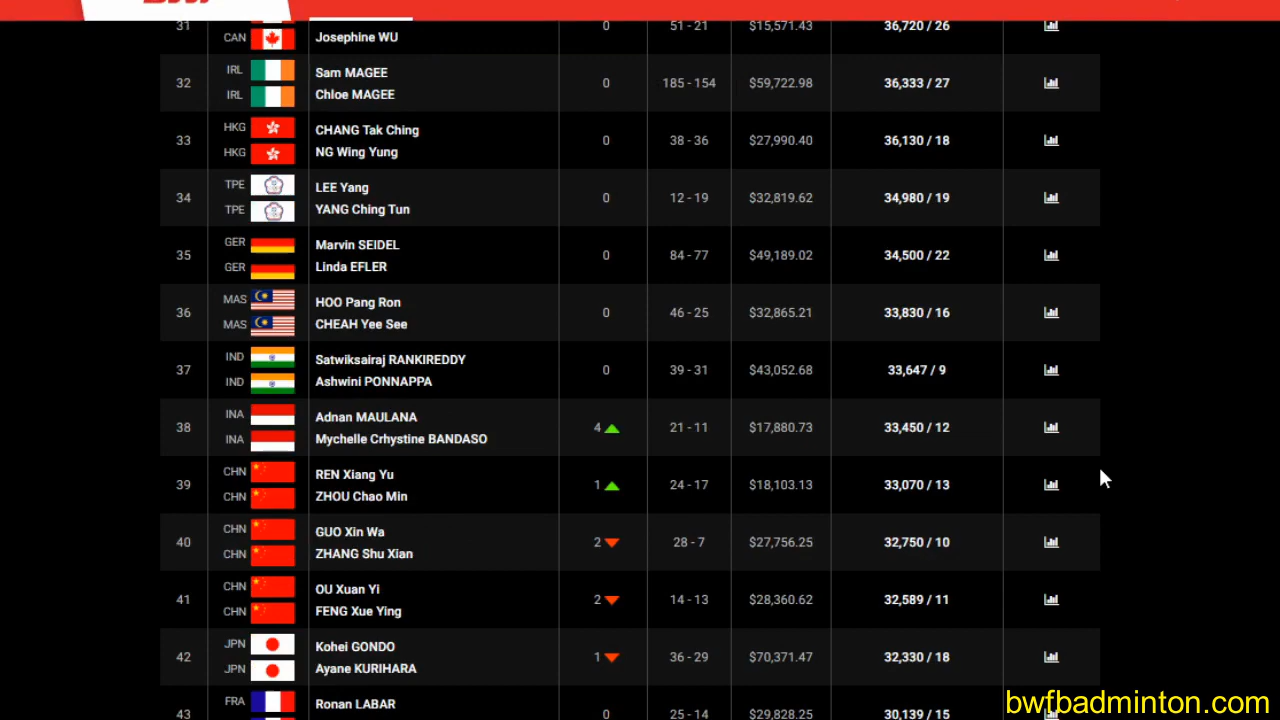 31 CAN Josephine WU 0 51 - 21 $15,571.43 36,720 / 26
IRL Sam MAGEE
32 0 185 - 154 $59,722.98 36,333 / 27
IRL Chloe MAGEE
HKG CHANG Tak Ching
33 0 38 - 36 $27,990.40 36,130 / 18
HKG NG Wing Yung
TPE LEE Yang
34 0 12 - 19 $32,819.62 34,980 / 19
TPE YANG Ching Tun
GER Marvin SEIDEL
35 0 84 - 77 $49,189.02 34,500 / 22
GER Linda EFLER
MAS HOO Pang Ron
36 0 46 - 25 $32,865.21 33,830 / 16
MAS CHEAH Yee See
IND Satwiksairaj RANKIREDDY
37 0 39 - 31 $43,052.68 33,647 / 9
IND Ashwini PONNAPPA
INA Adnan MAULANA
38 4 21 - 11 $17,880.73 33,450 / 12
INA Mychelle Crhystine BANDASO
CHN REN Xiang Yu
39 1 24 - 17 $18,103.13 33,070 / 13
CHN ZHOU Chao Min
CHN GUO Xin Wa
40 2 28 - 7 $27,756.25 32,750 / 10
CHN ZHANG Shu Xian
CHN OU Xuan Yi
41 2 14 - 13 $28,360.62 32,589 / 11
CHN FENG Xue Ying
JPN Kohei GONDO
42 1 36 - 29 $70,371.47 32,330 / 18
JPN Ayane KURIHARA
FRA Ronan LABAR
43 0 25 - 14 $29,828.25 30,139 / 15
bwfbadminton.com